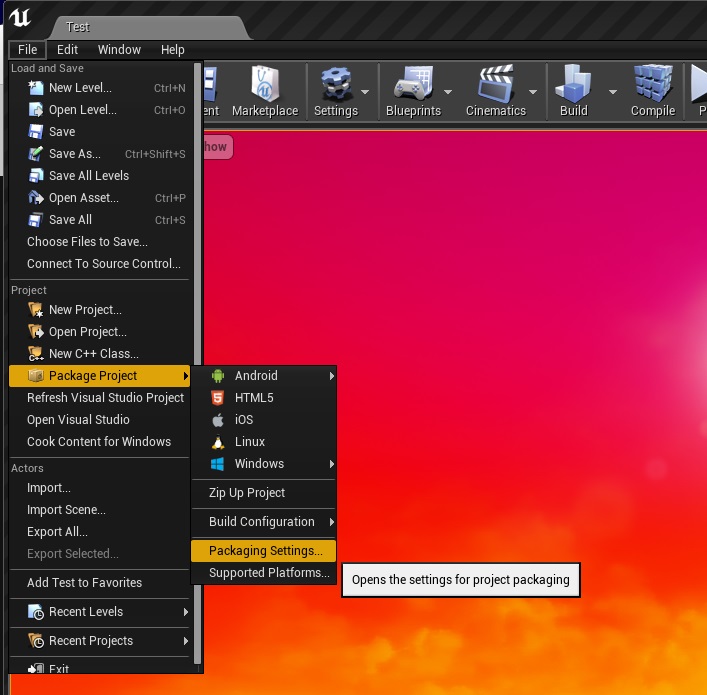 Test
File Edit Window Help
Load and Save
New Level... Ctrl+N
Open Level... Ctrl+O
Save
Save As... Ctrl+Shift+S
Save All Levels
Open Asset... Ctrl+P
Save All Ctrl+S
Choose Files to Save...
Connect To Source Control...
Project
New Project...
Open Project...
New C++ Class...
Package Project
Refresh Visual Studio Project
Open Visual Studio
Cook Content for Windows
Actors
Import...
Import Scene...
Export All...
Export Selected...
Add Test to Favorites
Recent Levels
Recent Projects
Exit
Marketplace Settings Blueprints Cinematics Build Compile
Android
HTML5
iOS
Linux
Windows
Zip Up Project
Build Configuration
Packaging Settings...
Supported Platforms...
Opens the settings for project packaging